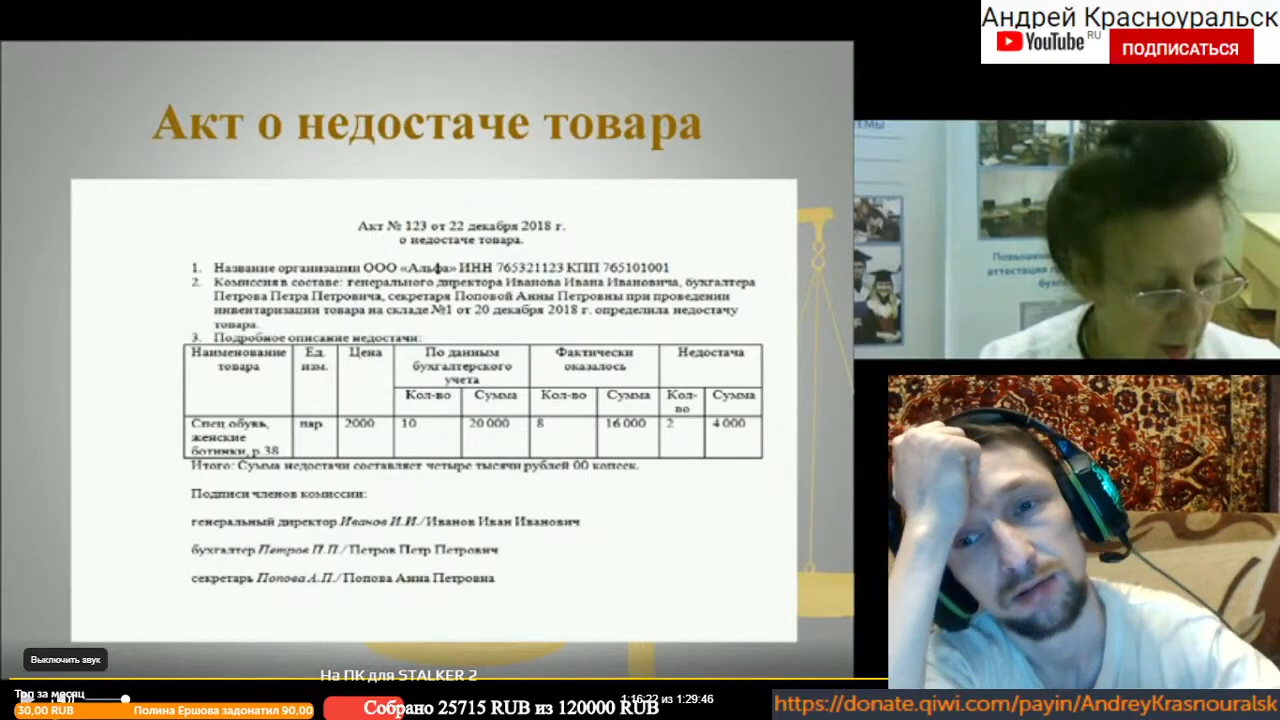 Андрей Красноуральск
YouTube RU
ПОДПИСАТЬСЯ
Акт о недостаче товара
Акт № 123 от 22 декабря 2018 г.
о недостаче товара.
1. Название организации ООО «Альфа» ИНН 765321123 КПП 765101001
2. Комиссия в составе: генерального директора Иванова Ивана Ивановича, бухгалтера
Петрова Петра Петровича, секретаря Поповой Анны Петровны при проведении
инвентаризации товара на складе №1 от 20 декабря 2018 г. определила недостачу
товара.
3. Подробное описание недостачи:
Наименование товара Ед. изм. Цена По данным бухгалтерского учета Фактически оказалось Недостача
Кол-во Сумма Кол-во Сумма Кол-во Сумма
Спец.обувь, женские ботинки, р.38 пар 2000 10 20 000 8 16 000 2 4 000
Итого: Сумма недостачи составляет четыре тысячи рублей 00 копеек.
Подписи членов комиссии:
генеральный директор Иванов И.И./ Иванов Иван Иванович
бухгалтер Петров П.П./ Петров Петр Петрович
секретарь Попова А.П./ Попова Анна Петровна
Выключить звук
На ПК для STALKER 2
Топ за месяц
30,00 RUB Полина Ершова задонатил 90,00
Собрано 25715 RUB из 120000 RUB
1:16:22 из 1:29:46
https://donate.qiwi.com/payin/AndreyKrasnouralsk